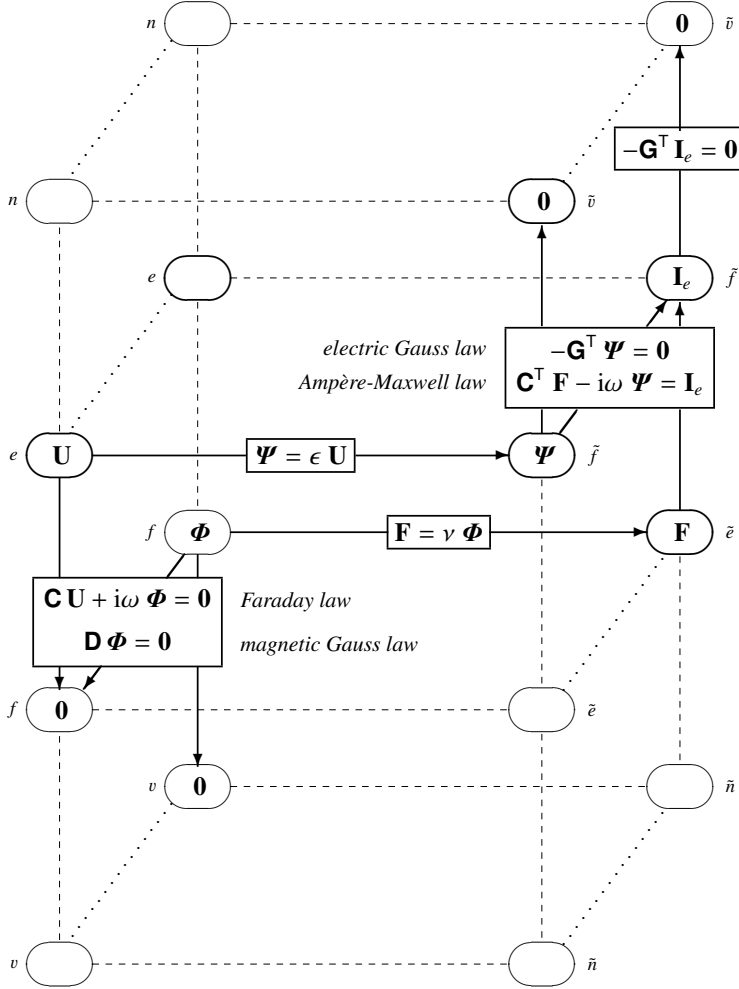 n 0 ṽ
−Gᵀ Iₑ = 0
n 0 ṽ
e Iₑ f̃
electric Gauss law −Gᵀ Ψ = 0
Ampère-Maxwell law Cᵀ F − iω Ψ = Iₑ
e U Ψ = ϵ U Ψ f̃
f Φ F = ν Φ F ẽ
C U + iω Φ = 0 Faraday law
D Φ = 0 magnetic Gauss law
f 0 ẽ
v 0 ñ
v ñ